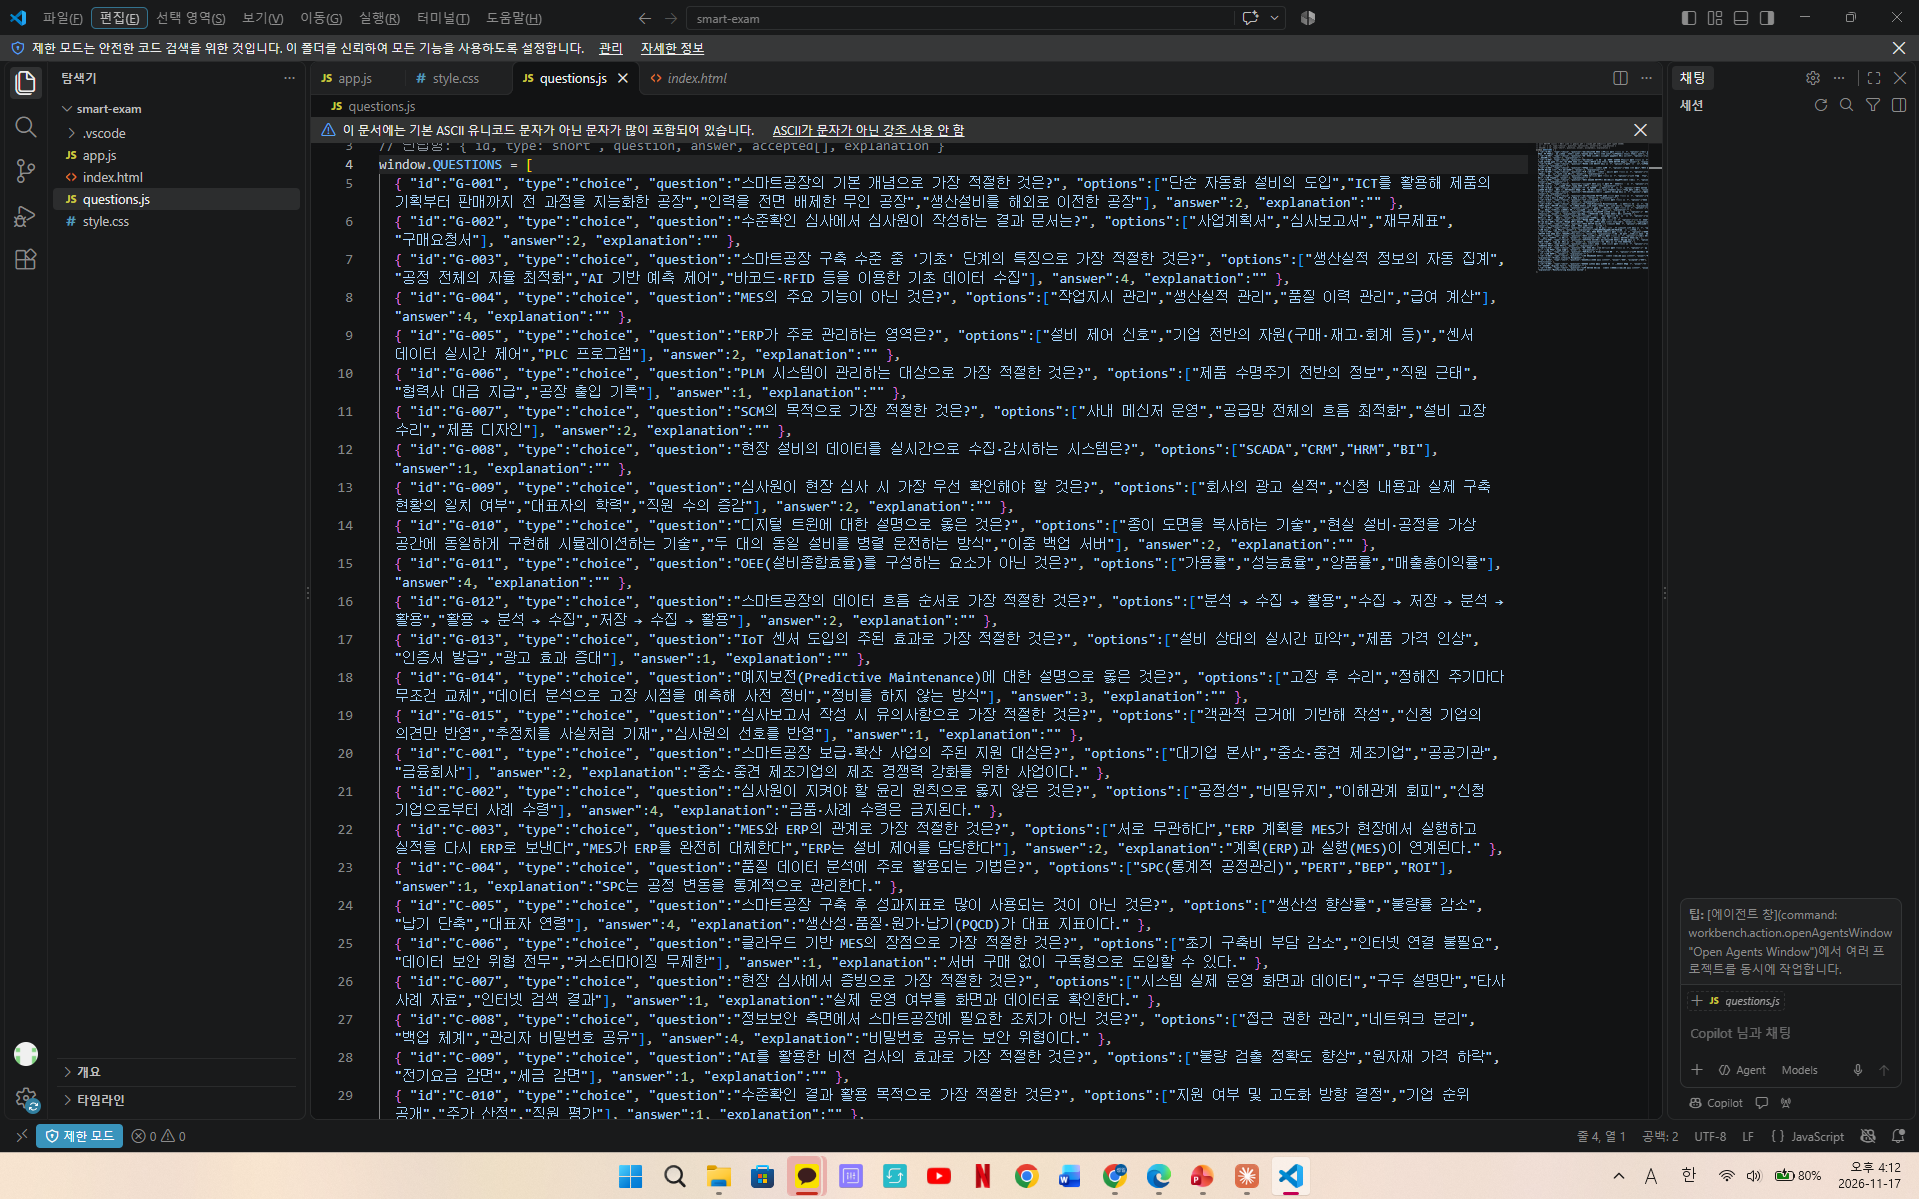 파일(F) 편집(E) 선택 영역(S) 보기(V) 이동(G) 실행(R) 터미널(T) 도움말(H)
smart-exam
제한 모드는 안전한 코드 검색을 위한 것입니다. 이 폴더를 신뢰하여 모든 기능을 사용하도록 설정합니다. 관리 자세한 정보
탐색기
smart-exam
.vscode
JS app.js
<> index.html
JS questions.js
# style.css
개요
타임라인
JS app.js
# style.css
JS questions.js
<> index.html
JS questions.js
이 문서에는 기본 ASCII 유니코드 문자가 아닌 문자가 많이 포함되어 있습니다. ASCII가 문자가 아닌 강조 사용 안 함
3 // 단답형: { id, type:"short", question, answer, accepted[], explanation }
4 window.QUESTIONS = [
5 { "id":"G-001", "type":"choice", "question":"스마트공장의 기본 개념으로 가장 적절한 것은?", "options":["단순 자동화 설비의 도입","ICT를 활용해 제품의
기획부터 판매까지 전 과정을 지능화한 공장","인력을 전면 배제한 무인 공장","생산설비를 해외로 이전한 공장"], "answer":2, "explanation":"" },
6 { "id":"G-002", "type":"choice", "question":"수준확인 심사에서 심사원이 작성하는 결과 문서는?", "options":["사업계획서","심사보고서","재무제표",
"구매요청서"], "answer":2, "explanation":"" },
7 { "id":"G-003", "type":"choice", "question":"스마트공장 구축 수준 중 '기초' 단계의 특징으로 가장 적절한 것은?", "options":["생산실적 정보의 자동 집계",
"공정 전체의 자율 최적화","AI 기반 예측 제어","바코드·RFID 등을 이용한 기초 데이터 수집"], "answer":4, "explanation":"" },
8 { "id":"G-004", "type":"choice", "question":"MES의 주요 기능이 아닌 것은?", "options":["작업지시 관리","생산실적 관리","품질 이력 관리","급여 계산"],
"answer":4, "explanation":"" },
9 { "id":"G-005", "type":"choice", "question":"ERP가 주로 관리하는 영역은?", "options":["설비 제어 신호","기업 전반의 자원(구매·재고·회계 등)","센서
데이터 실시간 제어","PLC 프로그램"], "answer":2, "explanation":"" },
10 { "id":"G-006", "type":"choice", "question":"PLM 시스템이 관리하는 대상으로 가장 적절한 것은?", "options":["제품 수명주기 전반의 정보","직원 근태",
"협력사 대금 지급","공장 출입 기록"], "answer":1, "explanation":"" },
11 { "id":"G-007", "type":"choice", "question":"SCM의 목적으로 가장 적절한 것은?", "options":["사내 메신저 운영","공급망 전체의 흐름 최적화","설비 고장
수리","제품 디자인"], "answer":2, "explanation":"" },
12 { "id":"G-008", "type":"choice", "question":"현장 설비의 데이터를 실시간으로 수집·감시하는 시스템은?", "options":["SCADA","CRM","HRM","BI"],
"answer":1, "explanation":"" },
13 { "id":"G-009", "type":"choice", "question":"심사원이 현장 심사 시 가장 우선 확인해야 할 것은?", "options":["회사의 광고 실적","신청 내용과 실제 구축
현황의 일치 여부","대표자의 학력","직원 수의 증감"], "answer":2, "explanation":"" },
14 { "id":"G-010", "type":"choice", "question":"디지털 트윈에 대한 설명으로 옳은 것은?", "options":["종이 도면을 복사하는 기술","현실 설비·공정을 가상
공간에 동일하게 구현해 시뮬레이션하는 기술","두 대의 동일 설비를 병렬 운전하는 방식","이중 백업 서버"], "answer":2, "explanation":"" },
15 { "id":"G-011", "type":"choice", "question":"OEE(설비종합효율)를 구성하는 요소가 아닌 것은?", "options":["가용률","성능효율","양품률","매출총이익률"],
"answer":4, "explanation":"" },
16 { "id":"G-012", "type":"choice", "question":"스마트공장의 데이터 흐름 순서로 가장 적절한 것은?", "options":["분석 → 수집 → 활용","수집 → 저장 → 분석 →
활용","활용 → 분석 → 수집","저장 → 수집 → 활용"], "answer":2, "explanation":"" },
17 { "id":"G-013", "type":"choice", "question":"IoT 센서 도입의 주된 효과로 가장 적절한 것은?", "options":["설비 상태의 실시간 파악","제품 가격 인상",
"인증서 발급","광고 효과 증대"], "answer":1, "explanation":"" },
18 { "id":"G-014", "type":"choice", "question":"예지보전(Predictive Maintenance)에 대한 설명으로 옳은 것은?", "options":["고장 후 수리","정해진 주기마다
무조건 교체","데이터 분석으로 고장 시점을 예측해 사전 정비","정비를 하지 않는 방식"], "answer":3, "explanation":"" },
19 { "id":"G-015", "type":"choice", "question":"심사보고서 작성 시 유의사항으로 가장 적절한 것은?", "options":["객관적 근거에 기반해 작성","신청 기업의
의견만 반영","추정치를 사실처럼 기재","심사원의 선호를 반영"], "answer":1, "explanation":"" },
20 { "id":"C-001", "type":"choice", "question":"스마트공장 보급·확산 사업의 주된 지원 대상은?", "options":["대기업 본사","중소·중견 제조기업","공공기관",
"금융회사"], "answer":2, "explanation":"중소·중견 제조기업의 제조 경쟁력 강화를 위한 사업이다." },
21 { "id":"C-002", "type":"choice", "question":"심사원이 지켜야 할 윤리 원칙으로 옳지 않은 것은?", "options":["공정성","비밀유지","이해관계 회피","신청
기업으로부터 사례 수령"], "answer":4, "explanation":"금품·사례 수령은 금지된다." },
22 { "id":"C-003", "type":"choice", "question":"MES와 ERP의 관계로 가장 적절한 것은?", "options":["서로 무관하다","ERP 계획을 MES가 현장에서 실행하고
실적을 다시 ERP로 보낸다","MES가 ERP를 완전히 대체한다","ERP는 설비 제어를 담당한다"], "answer":2, "explanation":"계획(ERP)과 실행(MES)이 연계된다." },
23 { "id":"C-004", "type":"choice", "question":"품질 데이터 분석에 주로 활용되는 기법은?", "options":["SPC(통계적 공정관리)","PERT","BEP","ROI"],
"answer":1, "explanation":"SPC는 공정 변동을 통계적으로 관리한다." },
24 { "id":"C-005", "type":"choice", "question":"스마트공장 구축 후 성과지표로 많이 사용되는 것이 아닌 것은?", "options":["생산성 향상률","불량률 감소",
"납기 단축","대표자 연령"], "answer":4, "explanation":"생산성·품질·원가·납기(PQCD)가 대표 지표이다." },
25 { "id":"C-006", "type":"choice", "question":"클라우드 기반 MES의 장점으로 가장 적절한 것은?", "options":["초기 구축비 부담 감소","인터넷 연결 불필요",
"데이터 보안 위협 전무","커스터마이징 무제한"], "answer":1, "explanation":"서버 구매 없이 구독형으로 도입할 수 있다." },
26 { "id":"C-007", "type":"choice", "question":"현장 심사에서 증빙으로 가장 적절한 것은?", "options":["시스템 실제 운영 화면과 데이터","구두 설명만","타사
사례 자료","인터넷 검색 결과"], "answer":1, "explanation":"실제 운영 여부를 화면과 데이터로 확인한다." },
27 { "id":"C-008", "type":"choice", "question":"정보보안 측면에서 스마트공장에 필요한 조치가 아닌 것은?", "options":["접근 권한 관리","네트워크 분리",
"백업 체계","관리자 비밀번호 공유"], "answer":4, "explanation":"비밀번호 공유는 보안 위협이다." },
28 { "id":"C-009", "type":"choice", "question":"AI를 활용한 비전 검사의 효과로 가장 적절한 것은?", "options":["불량 검출 정확도 향상","원자재 가격 하락",
"전기요금 감면","세금 감면"], "answer":1, "explanation":"" },
29 { "id":"C-010", "type":"choice", "question":"수준확인 결과 활용 목적으로 가장 적절한 것은?", "options":["지원 여부 및 고도화 방향 결정","기업 순위
공개","주가 산정","직원 평가"], "answer":1, "explanation":"" },
채팅
세션
팁: [에이전트 창](command:
workbench.action.openAgentsWindow
"Open Agents Window")에서 여러 프
로젝트를 동시에 작업합니다.
JS questions.js
Copilot 님과 채팅
Agent Models
Copilot
제한 모드 0 0
줄 4, 열 1 공백: 2 UTF-8 LF { } JavaScript
A 한 80% 오후 4:12
2026-11-17